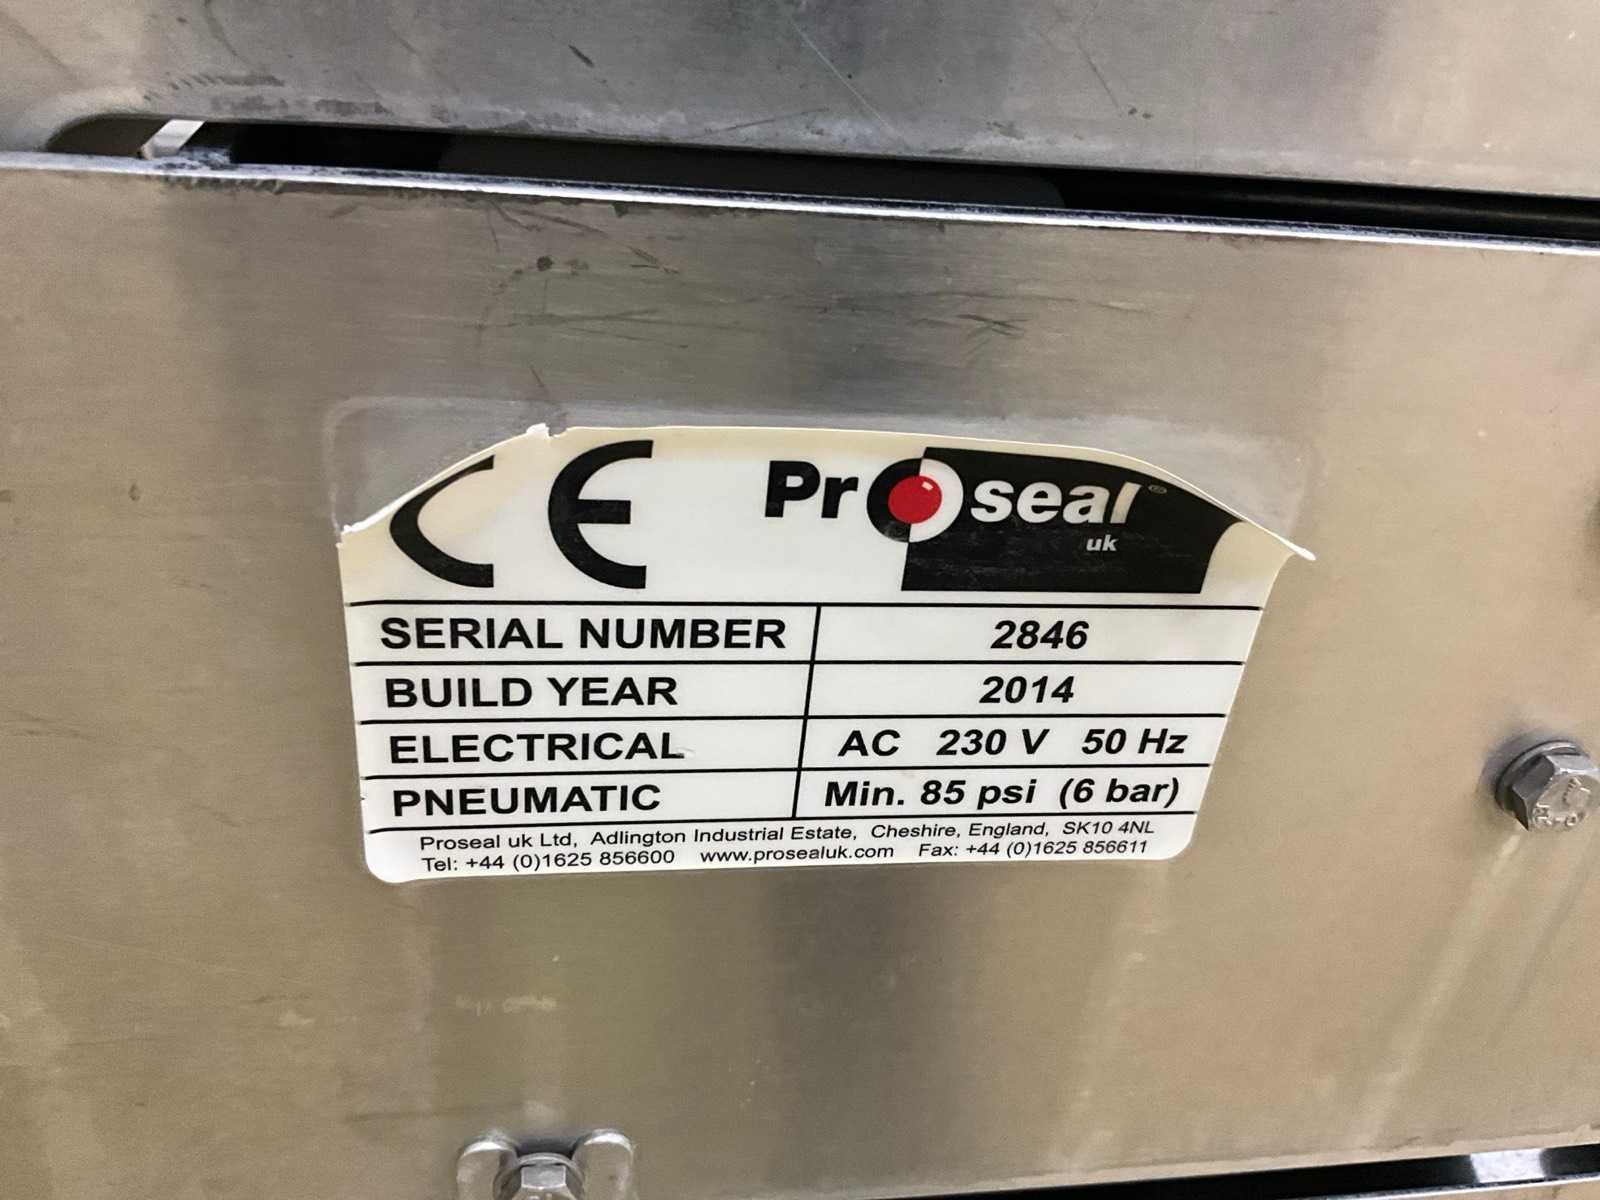 CE Proseal®
uk
SERIAL NUMBER 2846
BUILD YEAR 2014
ELECTRICAL AC 230 V 50 Hz
PNEUMATIC Min. 85 psi (6 bar)
Proseal uk Ltd, Adlington Industrial Estate, Cheshire, England, SK10 4NL
Tel: +44 (0)1625 856600 www.prosealuk.com Fax: +44 (0)1625 856611